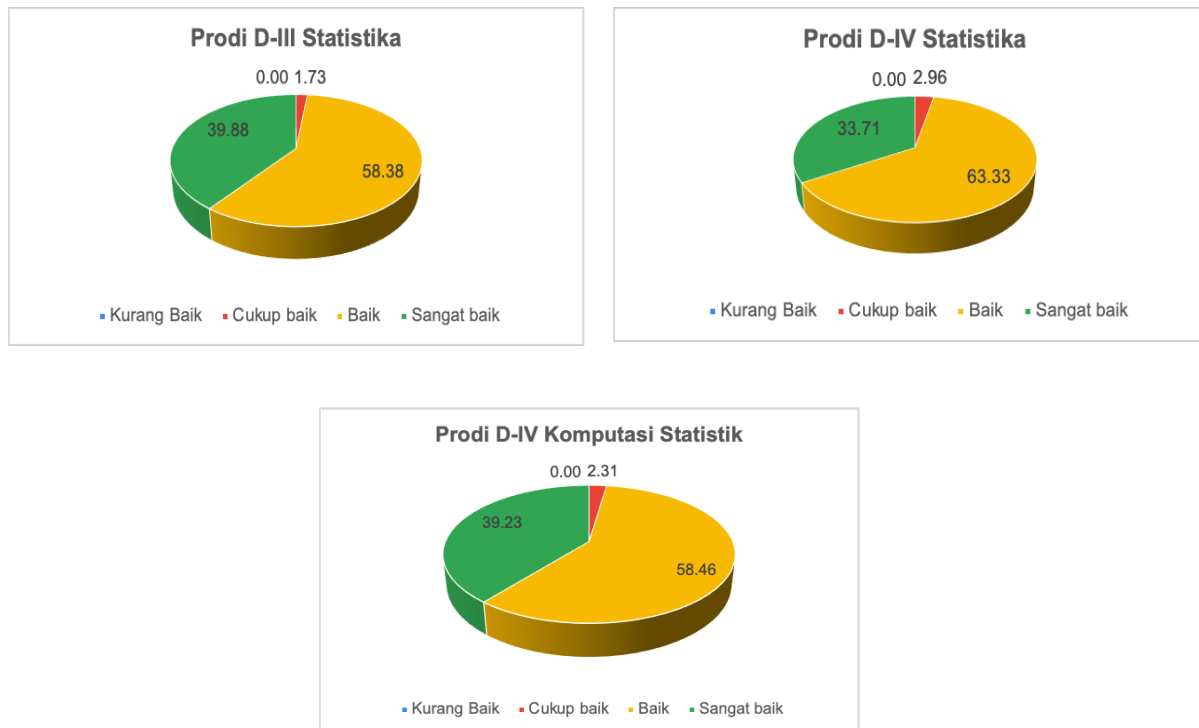 Prodi D-III Statistika
0.00 1.73
39.88
58.38
Kurang Baik Cukup baik Baik Sangat baik
Prodi D-IV Statistika
0.00 2.96
33.71
63.33
Kurang Baik Cukup baik Baik Sangat baik
Prodi D-IV Komputasi Statistik
0.00 2.31
39.23
58.46
Kurang Baik Cukup baik Baik Sangat baik